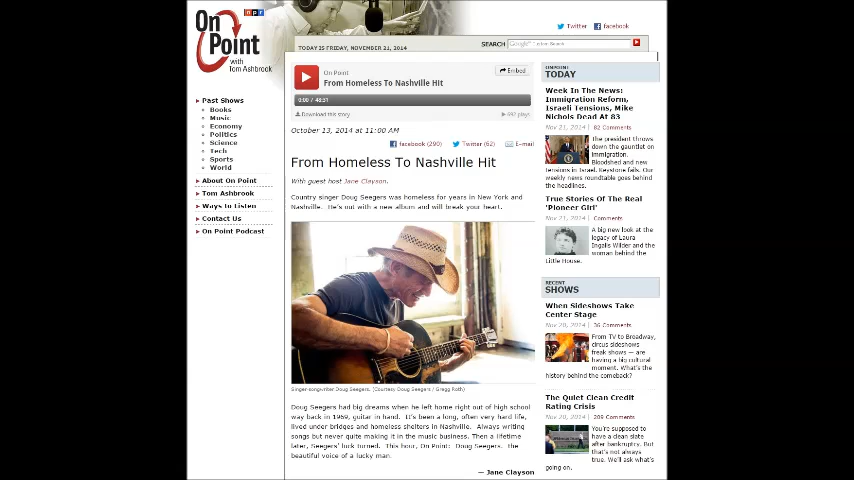 On
Point
npr
with
Tom Ashbrook
Twitter
facebook
TODAY IS FRIDAY, NOVEMBER 21, 2014
SEARCH
Google
Past Shows
Books
Music
Economy
Politics
Science
Tech
Sports
World
About On Point
Tom Ashbrook
Ways to Listen
Contact Us
On Point Podcast
On Point
Embed
From Homeless To Nashville Hit
0:00 / 48:31
Download this story
692 plays
October 13, 2014 at 11:00 AM
facebook (290)
Twitter (62)
E-mail
From Homeless To Nashville Hit
With guest host Jane Clayson.
Country singer Doug Seegers was homeless for years in New York and
Nashville. He's out with a new album and will break your heart.
Singer-songwriter Doug Seegers. (Courtesy Doug Seegers / Gregg Roth)
Doug Seegers had big dreams when he left home right out of high school
way back in 1969, guitar in hand. It's been a long, often very hard life,
lived under bridges and homeless shelters in Nashville. Always writing
songs but never quite making it in the music business. Then a lifetime
later, Seegers' luck turned. This hour, On Point: Doug Seegers. The
beautiful voice of a lucky man.
— Jane Clayson
ONPOINT
TODAY
Week In The News:
Immigration Reform,
Israeli Tensions, Mike
Nichols Dead At 83
Nov 21, 2014 | 82 Comments
The president throws
down the gauntlet on
immigration.
Bloodshed and new
tensions in Israel. Keystone fails. Our
weekly news roundtable goes behind
the headlines.
True Stories Of The Real
'Pioneer Girl'
Nov 21, 2014 | Comments
A big new look at the
legacy of Laura
Ingalls Wilder and the
woman behind the
Little House.
RECENT
SHOWS
When Sideshows Take
Center Stage
Nov 20, 2014 | 36 Comments
From TV to Broadway,
circus sideshows
freak shows — are
having a big cultural
moment. What's the
history behind the comeback?
The Quiet Clean Credit
Rating Crisis
Nov 20, 2014 | 209 Comments
You're supposed to
have a clean slate
after bankruptcy. But
that's not always
true. We'll ask what's
going on.